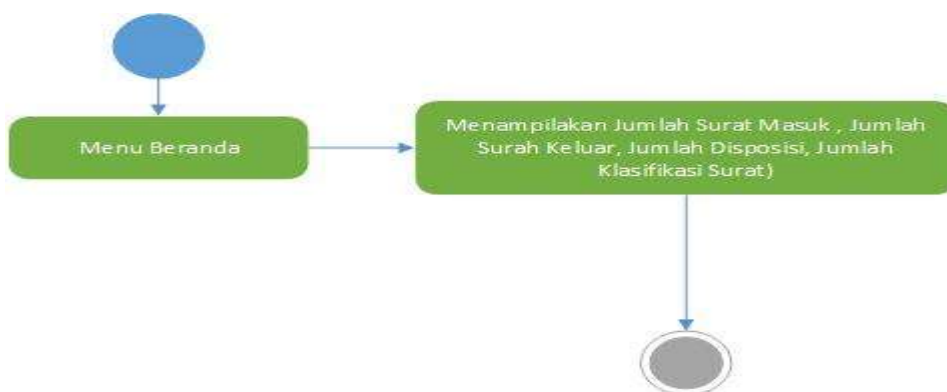 Menu Beranda
Menampilakan Jumlah Surat Masuk , Jumlah
Surah Keluar, Jumlah Disposisi, Jumlah
Klasifikasi Surat)